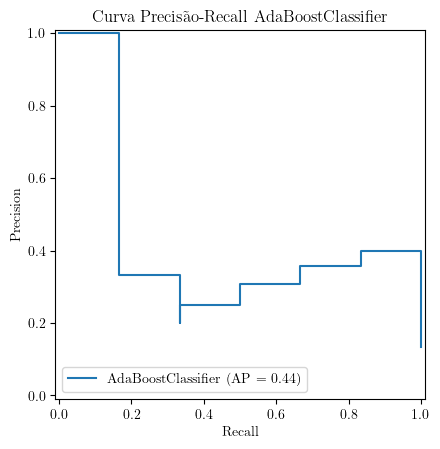 Curva Precisão-Recall AdaBoostClassifier
1.0
0.8
0.6
0.4
0.2
0.0
Precision
AdaBoostClassifier (AP = 0.44)
0.0 0.2 0.4 0.6 0.8 1.0
Recall